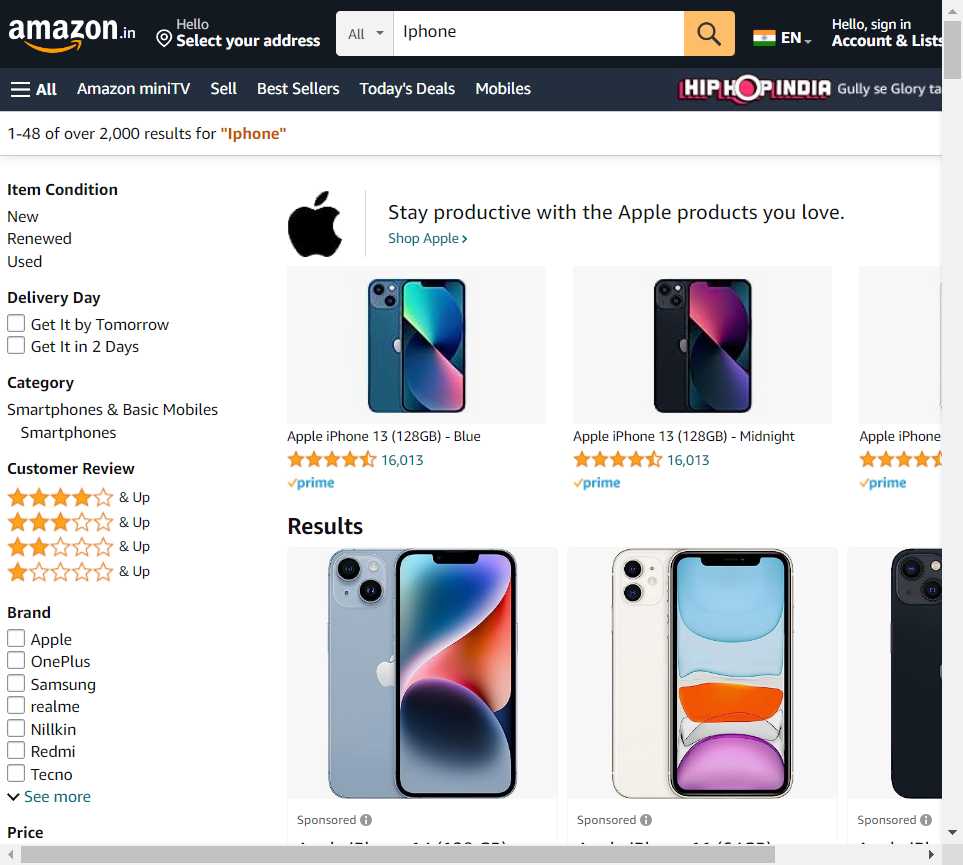 amazon.in
Hello
Select your address
All
Iphone
EN
Hello, sign in
Account & Lists
All
Amazon miniTV
Sell
Best Sellers
Today's Deals
Mobiles
HIPHOPINDIA
Gully se Glory ta
1-48 of over 2,000 results for "Iphone"
Item Condition
New
Renewed
Used
Delivery Day
Get It by Tomorrow
Get It in 2 Days
Category
Smartphones & Basic Mobiles
Smartphones
Customer Review
& Up
& Up
& Up
& Up
Brand
Apple
OnePlus
Samsung
realme
Nillkin
Redmi
Tecno
See more
Price
Stay productive with the Apple products you love.
Shop Apple
Apple iPhone 13 (128GB) - Blue
16,013
prime
Apple iPhone 13 (128GB) - Midnight
16,013
prime
Apple iPhone
prime
Results
Sponsored
Sponsored
Sponsored